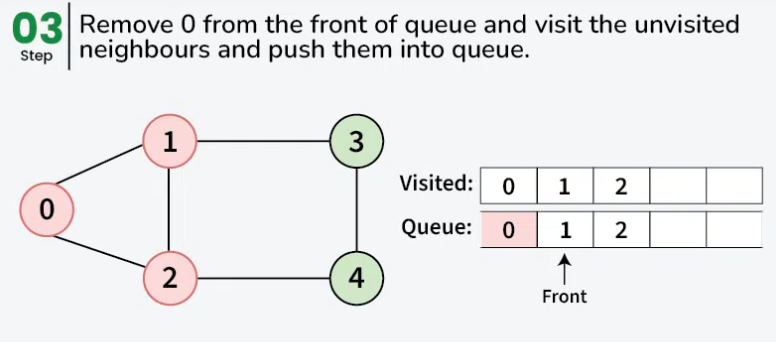 03 Remove 0 from the front of queue and visit the unvisited
Step neighbours and push them into queue.
1 3
Visited: 0 1 2
0
Queue: 0 1 2
2 4
Front